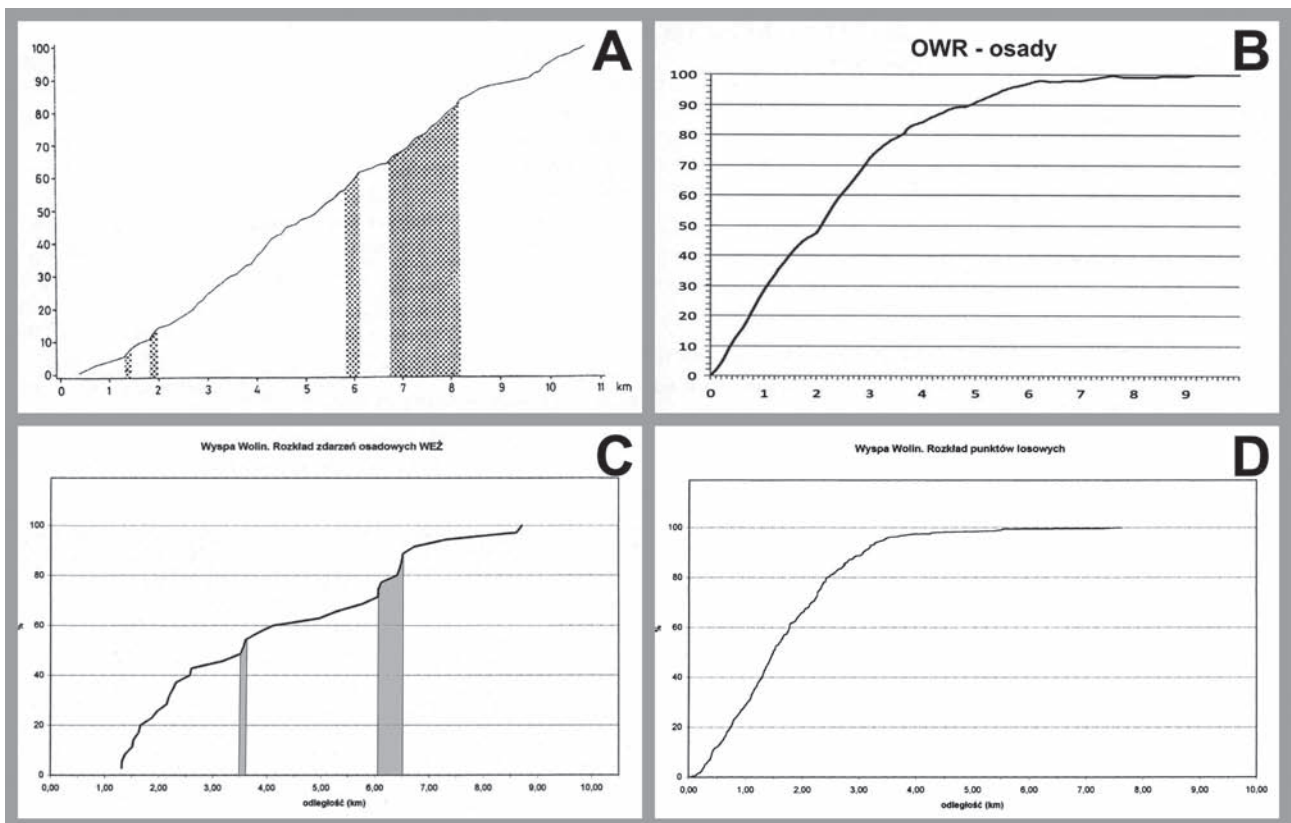 A
100
90
80
70
60
50
40
30
20
10
0
0 1 2 3 4 5 6 7 8 9 10 11 km
B
OWR - osady
100
90
80
70
60
50
40
30
20
10
0
0 1 2 3 4 5 6 7 8 9
C
Wyspa Wolin. Rozkład zdarzeń osadowych WEŻ
100
80
60
%
40
20
0
0,00 1,00 2,00 3,00 4,00 5,00 6,00 7,00 8,00 9,00 10,00
odległość (km)
D
Wyspa Wolin. Rozkład punktów losowych
100
80
60
%
40
20
0
0,00 1,00 2,00 3,00 4,00 5,00 6,00 7,00 8,00 9,00 10,00
odległość (km)